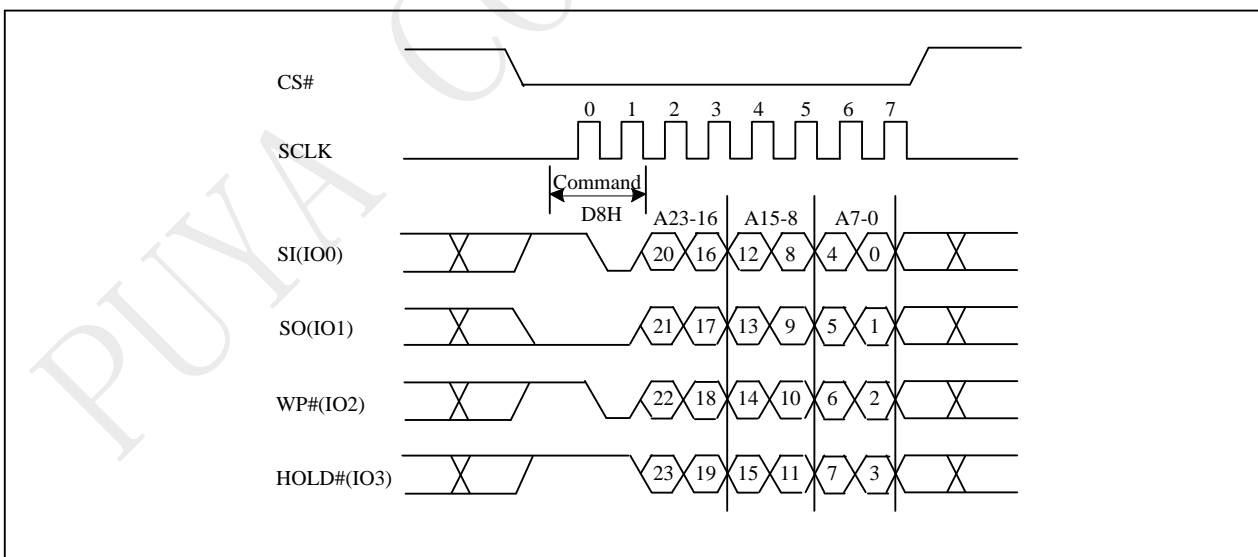 PUYA CO
CS#
0 1 2 3 4 5 6 7
SCLK
Command
D8H
A23-16 A15-8 A7-0
SI(IO0) 20 16 12 8 4 0
SO(IO1) 21 17 13 9 5 1
WP#(IO2) 22 18 14 10 6 2
HOLD#(IO3) 23 19 15 11 7 3